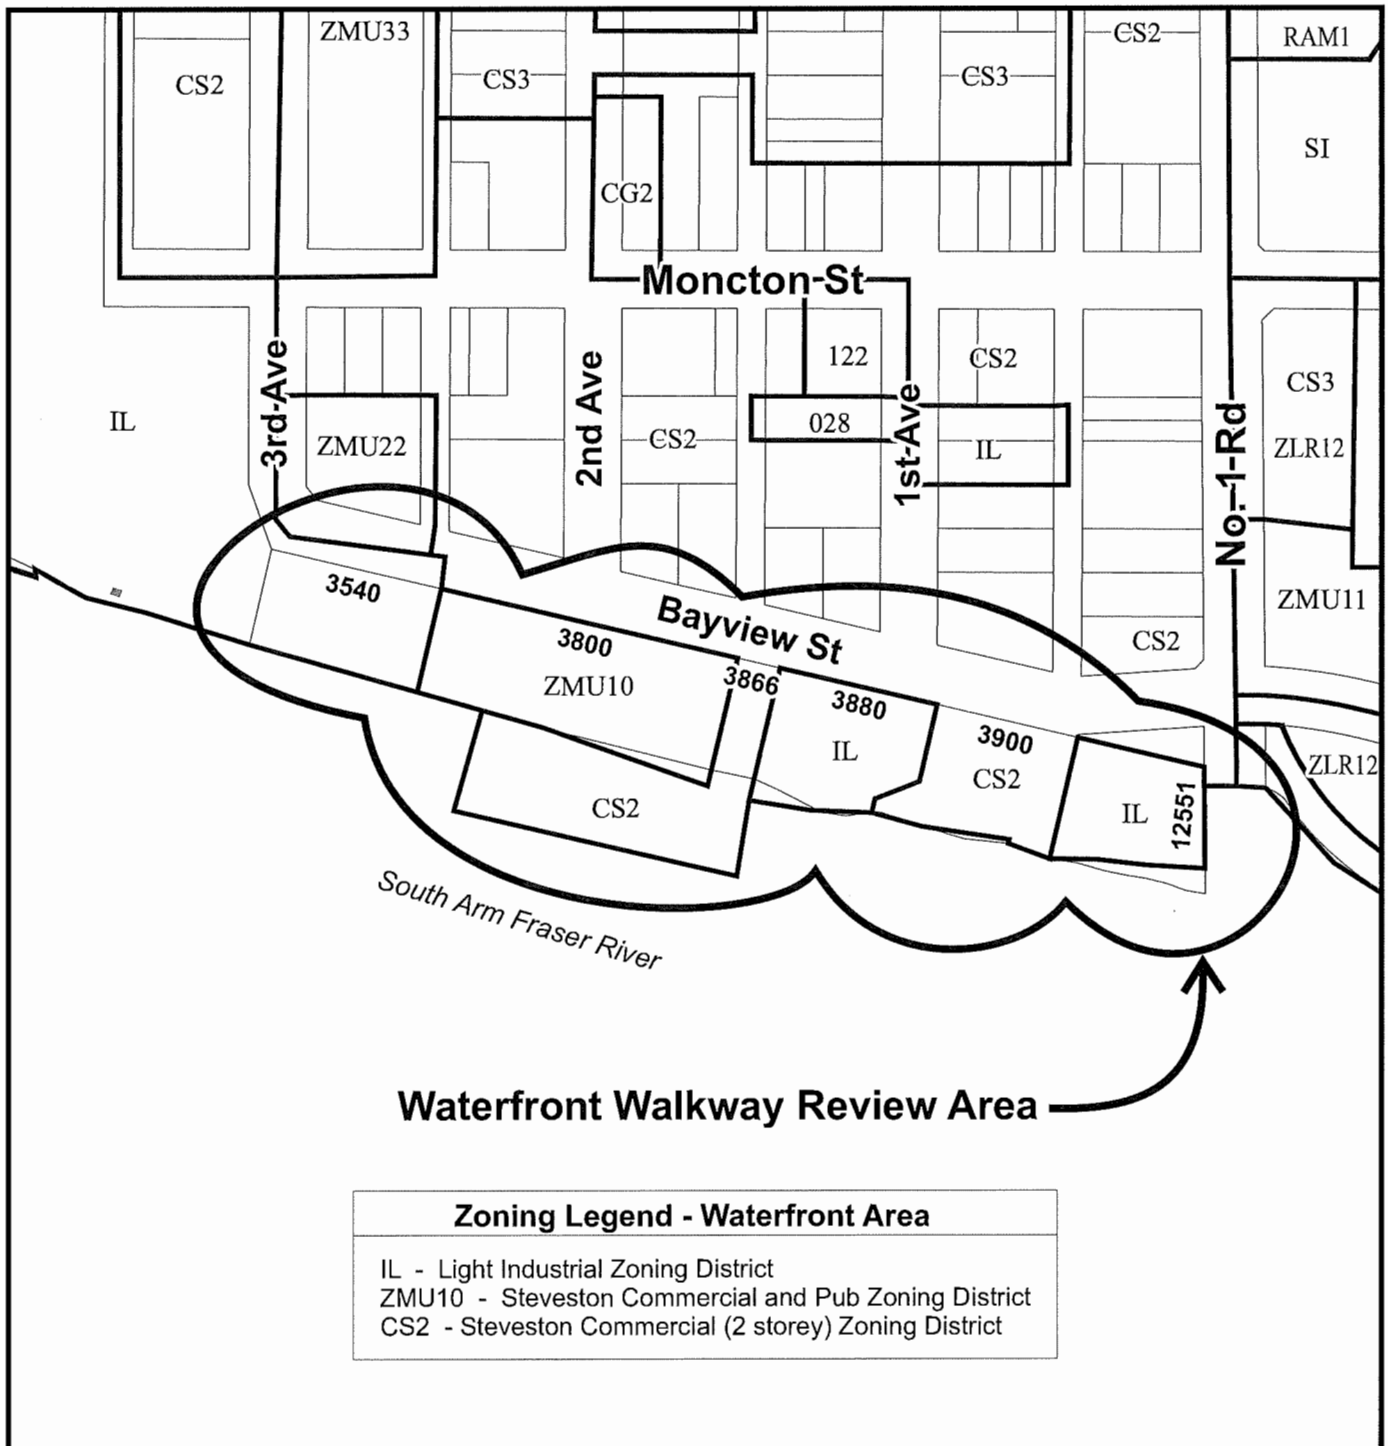 ZMU33
CS2
RAM1
CS2
CS3
CS3
SI
CG2
Moncton St
3rd Ave
2nd Ave
1st Ave
No. 1 Rd
122
CS2
CS3
IL
028
ZMU22
CS2
IL
ZLR12
3540
ZMU11
Bayview St
3800
CS2
ZMU10
3866
3880
3900
IL
CS2
ZLR12
CS2
IL
12551
South Arm Fraser River
Waterfront Walkway Review Area
Zoning Legend - Waterfront Area
IL - Light Industrial Zoning District
ZMU10 - Steveston Commercial and Pub Zoning District
CS2 - Steveston Commercial (2 storey) Zoning District